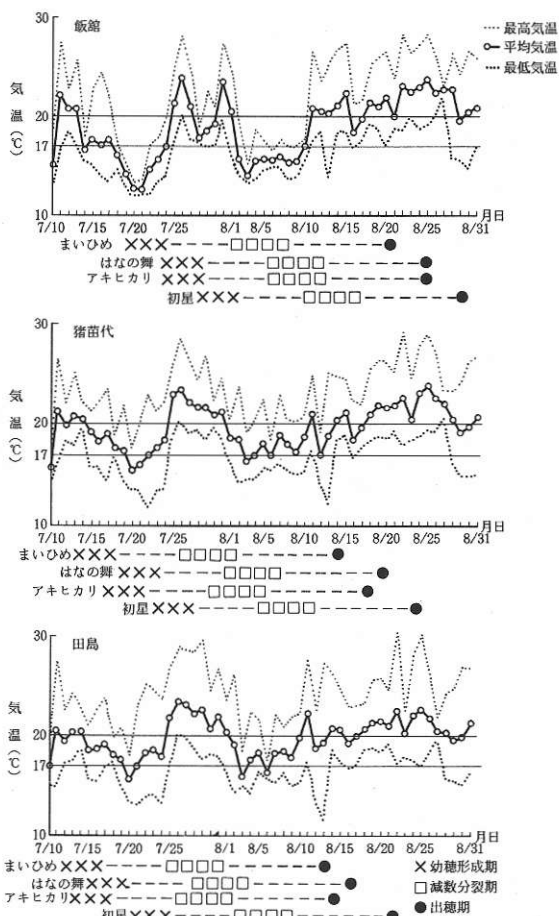 飯舘
最高気温
平均気温
最低気温
気温(℃)
30
20
17
10
7/10 7/15 7/20 7/25 8/1 8/5 8/10 8/15 8/20 8/25 8/31 月日
まいひめ
はなの舞
アキヒカリ
初星
猪苗代
気温(℃)
30
20
17
10
7/10 7/15 7/20 7/25 8/1 8/5 8/10 8/15 8/20 8/25 8/31 月日
まいひめ
はなの舞
アキヒカリ
初星
田島
気温(℃)
30
20
17
10
7/10 7/15 7/20 7/25 8/1 8/5 8/10 8/15 8/20 8/25 8/31 月日
まいひめ
はなの舞
アキヒカリ
初星
幼穂形成期
減数分裂期
出穂期